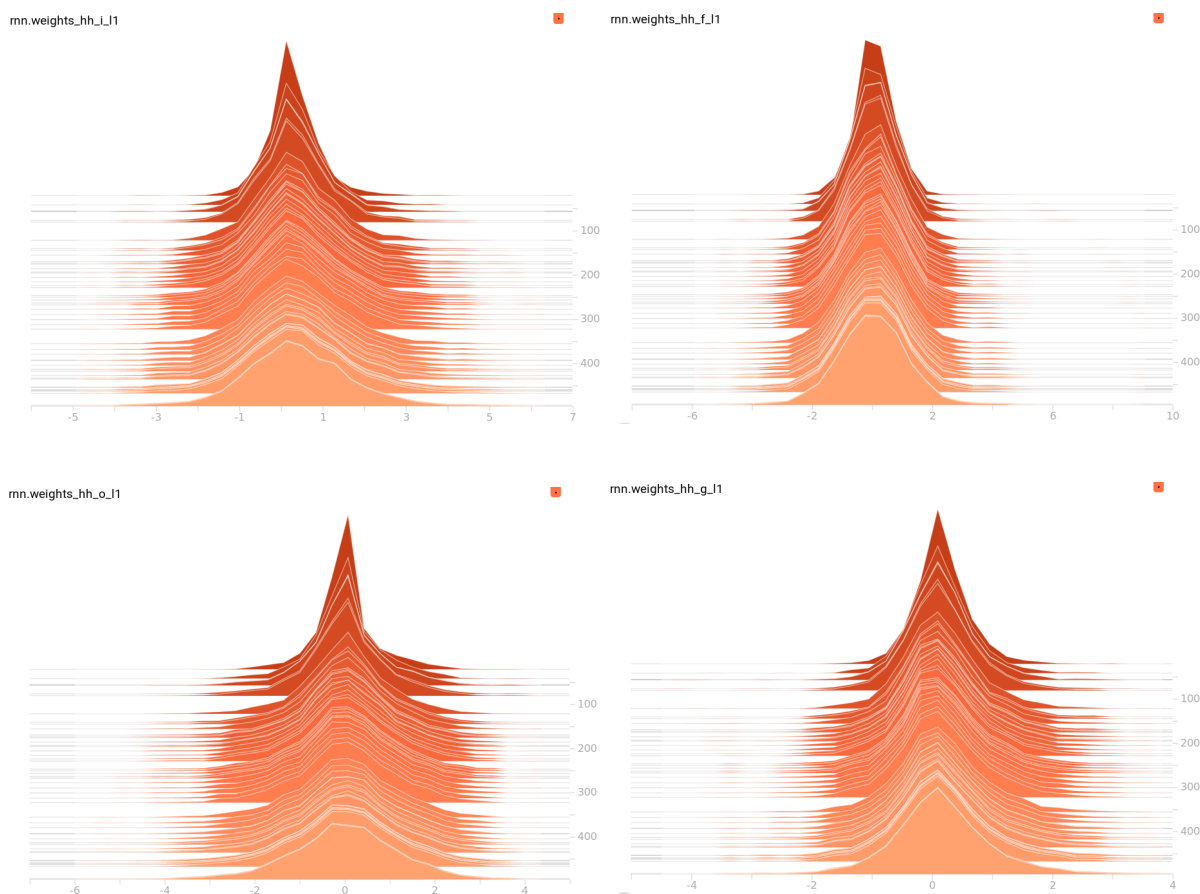 rnn.weights_hh_i_l1
100
200
300
400
-5 -3 -1 1 3 5 7
rnn.weights_hh_f_l1
100
200
300
400
-6 -2 2 6 10
rnn.weights_hh_o_l1
100
200
300
400
-6 -4 -2 0 2 4
rnn.weights_hh_g_l1
100
200
300
400
-4 -2 0 2 4